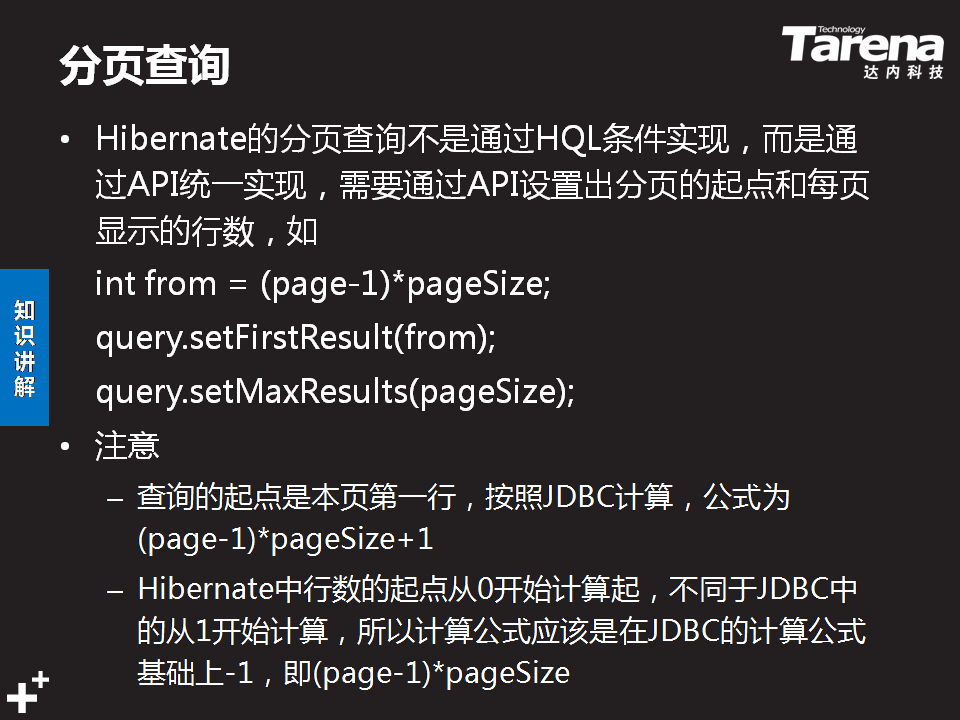 Technology
Tarena
达内科技
分页查询
• Hibernate的分页查询不是通过HQL条件实现，而是通
过API统一实现，需要通过API设置出分页的起点和每页
显示的行数，如
int from = (page-1)*pageSize;
query.setFirstResult(from);
query.setMaxResults(pageSize);
知识讲解
• 注意
– 查询的起点是本页第一行，按照JDBC计算，公式为
(page-1)*pageSize+1
– Hibernate中行数的起点从0开始计算起，不同于JDBC中
的从1开始计算，所以计算公式应该是在JDBC的计算公式
基础上-1，即(page-1)*pageSize